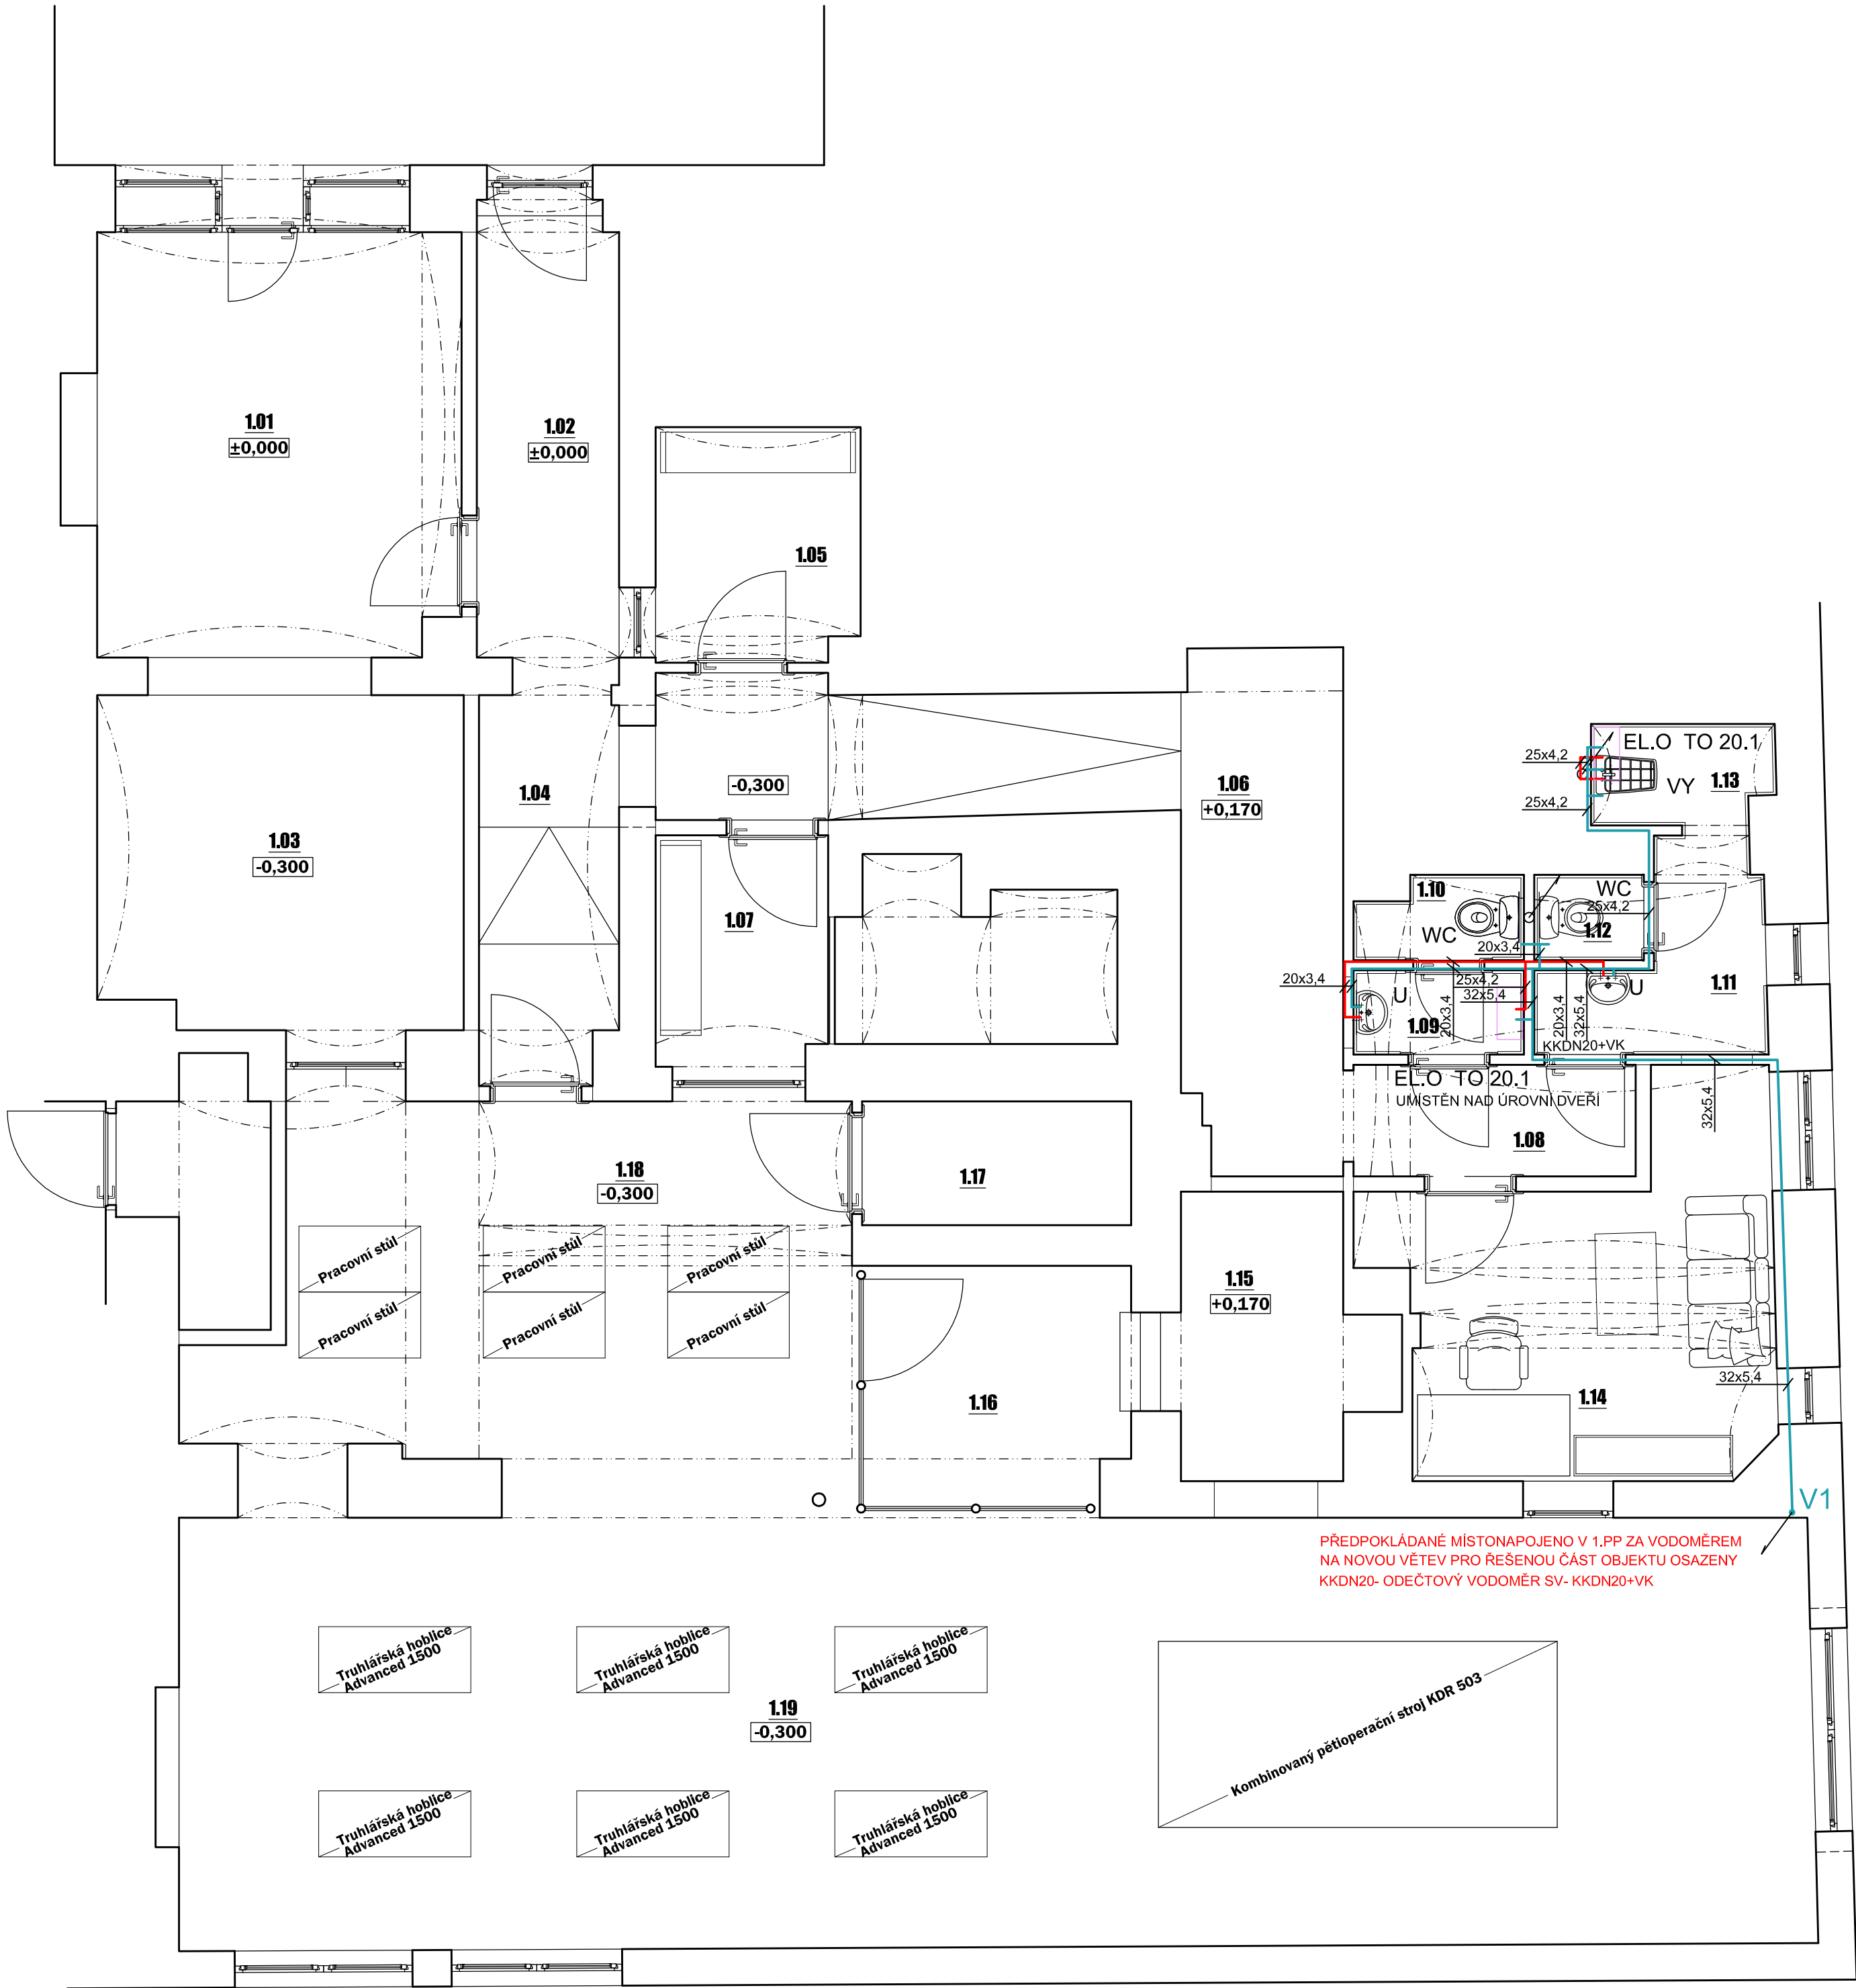 1.01
±0,000
1.02
±0,000
1.05
EL.O TO 20.1
25x4,2
VY
1.13
25x4,2
-0,300
1.06
+0,170
1.04
1.03
-0,300
1.10
WC
WC
25x4,2
1.07
1.12
20x3,4
20x3,4
25x4,2
32x5,4
U
U
1.11
1.09
20x3,4
20x3,4
32x5,4
KKDN20+VK
EL.O TO 20.1
UMÍSTĚN NAD ÚROVNÍ DVEŘÍ
32x5,4
1.08
1.18
-0,300
1.17
Pracovní stůl
Pracovní stůl
Pracovní stůl
Pracovní stůl
Pracovní stůl
Pracovní stůl
1.15
+0,170
1.16
32x5,4
1.14
V1
PŘEDPOKLÁDANÉ MÍSTONAPOJENO V 1.PP ZA VODOMĚREM
NA NOVOU VĚTEV PRO ŘEŠENOU ČÁST OBJEKTU OSAZENY
KKDN20- ODEČTOVÝ VODOMĚR SV- KKDN20+VK
Truhlářská hoblice
Advanced 1500
Truhlářská hoblice
Advanced 1500
Truhlářská hoblice
Advanced 1500
1.19
-0,300
Kombinovaný pětioperační stroj KDR 503
Truhlářská hoblice
Advanced 1500
Truhlářská hoblice
Advanced 1500
Truhlářská hoblice
Advanced 1500